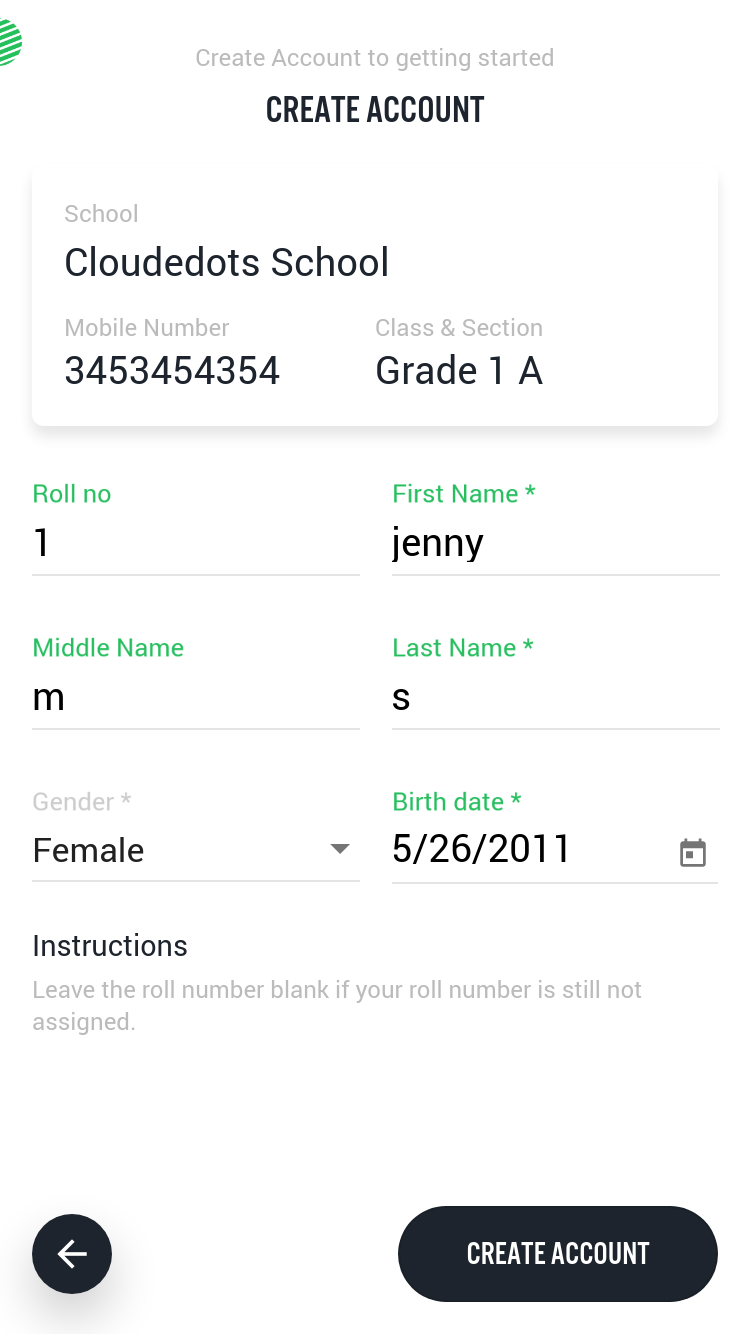 Create Account to getting started
CREATE ACCOUNT
School
Cloudedots School
Mobile Number
3453454354
Class & Section
Grade 1 A
Roll no
1
First Name *
jenny
Middle Name
m
Last Name *
s
Gender *
Female
Birth date *
5/26/2011
Instructions
Leave the roll number blank if your roll number is still not
assigned.
CREATE ACCOUNT